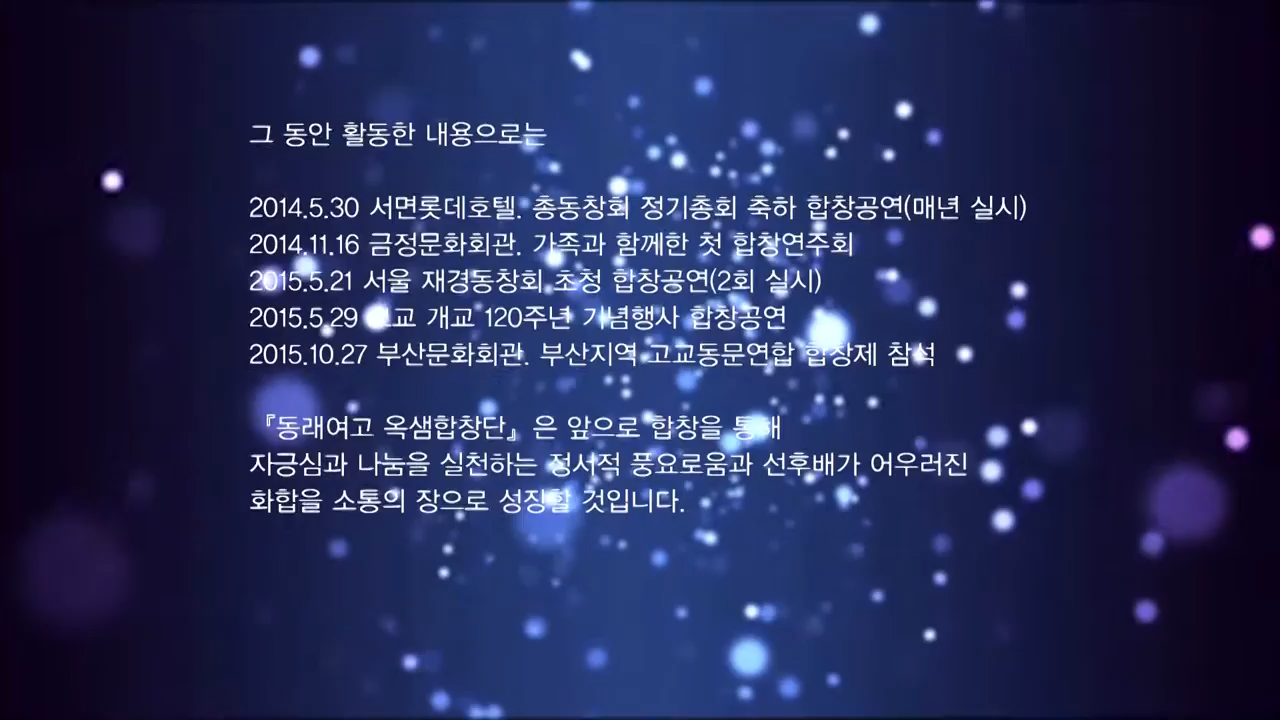 그 동안 활동한 내용으로는
2014.5.30 서면롯데호텔. 총동창회 정기총회 축하 합창공연(매년 실시)
2014.11.16 금정문화회관. 가족과 함께한 첫 합창연주회
2015.5.21 서울 재경동창회 초청 합창공연(2회 실시)
2015.5.29 개교 120주년 기념행사 합창공연
2015.10.27 부산문화회관. 부산지역 고교동문연합 합창제 참석
『동래여고 옥샘합창단』은 앞으로 합창을 통해
자긍심과 나눔을 실천하는 정서적 풍요로움과 선후배가 어우러진
화합을 소통의 장으로 성장할 것입니다.